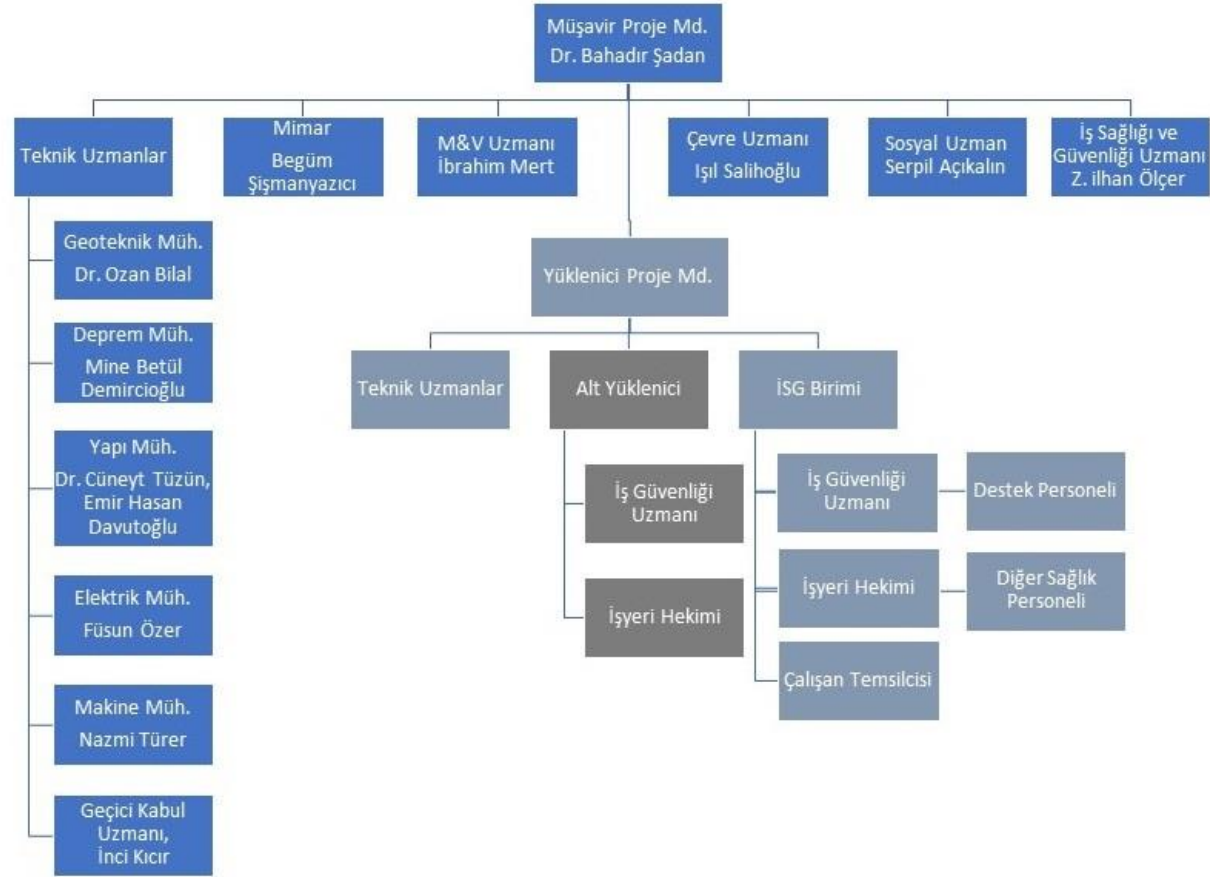 Müşavir Proje Md.
Dr. Bahadır Şadan
Teknik Uzmanlar
Mimar
Begüm
Şişmanyazıcı
M&V Uzmanı
İbrahim Mert
Çevre Uzmanı
Işıl Salihoğlu
Sosyal Uzman
Serpil Açıkalın
İş Sağlığı ve
Güvenliği Uzmanı
Z. ilhan Ölçer
Geoteknik Müh.
Dr. Ozan Bilal
Deprem Müh.
Mine Betül
Demircioğlu
Yapı Müh.
Dr. Cüneyt Tüzün,
Emir Hasan
Davutoğlu
Elektrik Müh.
Füsun Özer
Makine Müh.
Nazmi Türer
Geçici Kabul
Uzmanı,
İnci Kıcır
Yüklenici Proje Md.
Teknik Uzmanlar
Alt Yüklenici
İş Güvenliği
Uzmanı
İşyeri Hekimi
İSG Birimi
İş Güvenliği
Uzmanı
Destek Personeli
İşyeri Hekimi
Diğer Sağlık
Personeli
Çalışan Temsilcisi